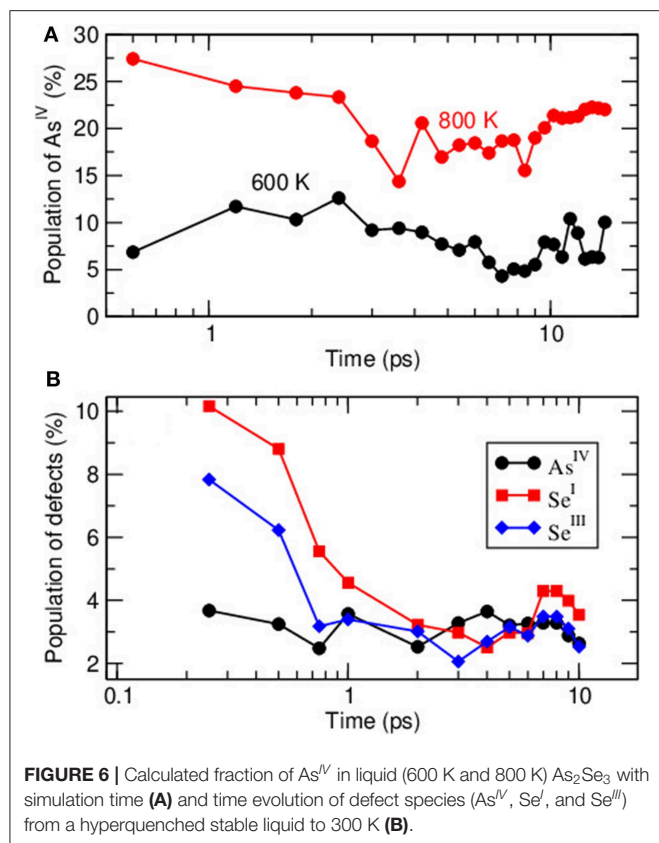 A
30
25
20
15
10
5
0
Population of As^IV (%)
800 K
600 K
1
10
Time (ps)
B
10
8
6
4
2
Population of defects (%)
As^IV
Se^I
Se^III
0.1
1
10
Time (ps)
FIGURE 6 | Calculated fraction of As^IV in liquid (600 K and 800 K) As₂Se₃ with
simulation time (A) and time evolution of defect species (As^IV, Se^I, and Se^III)
from a hyperquenched stable liquid to 300 K (B).